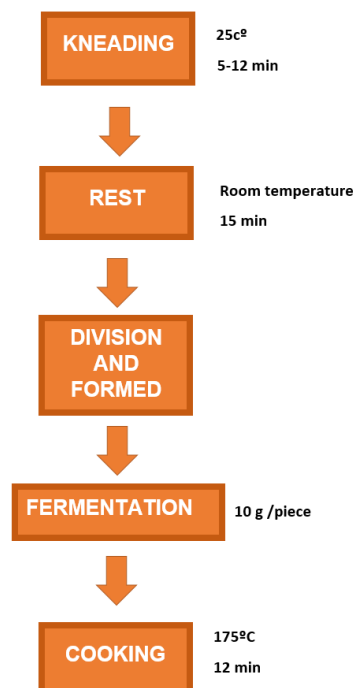 KNEADING
25cº
5-12 min
REST
Room temperature
15 min
DIVISION
AND
FORMED
FERMENTATION
10 g /piece
COOKING
175ºC
12 min